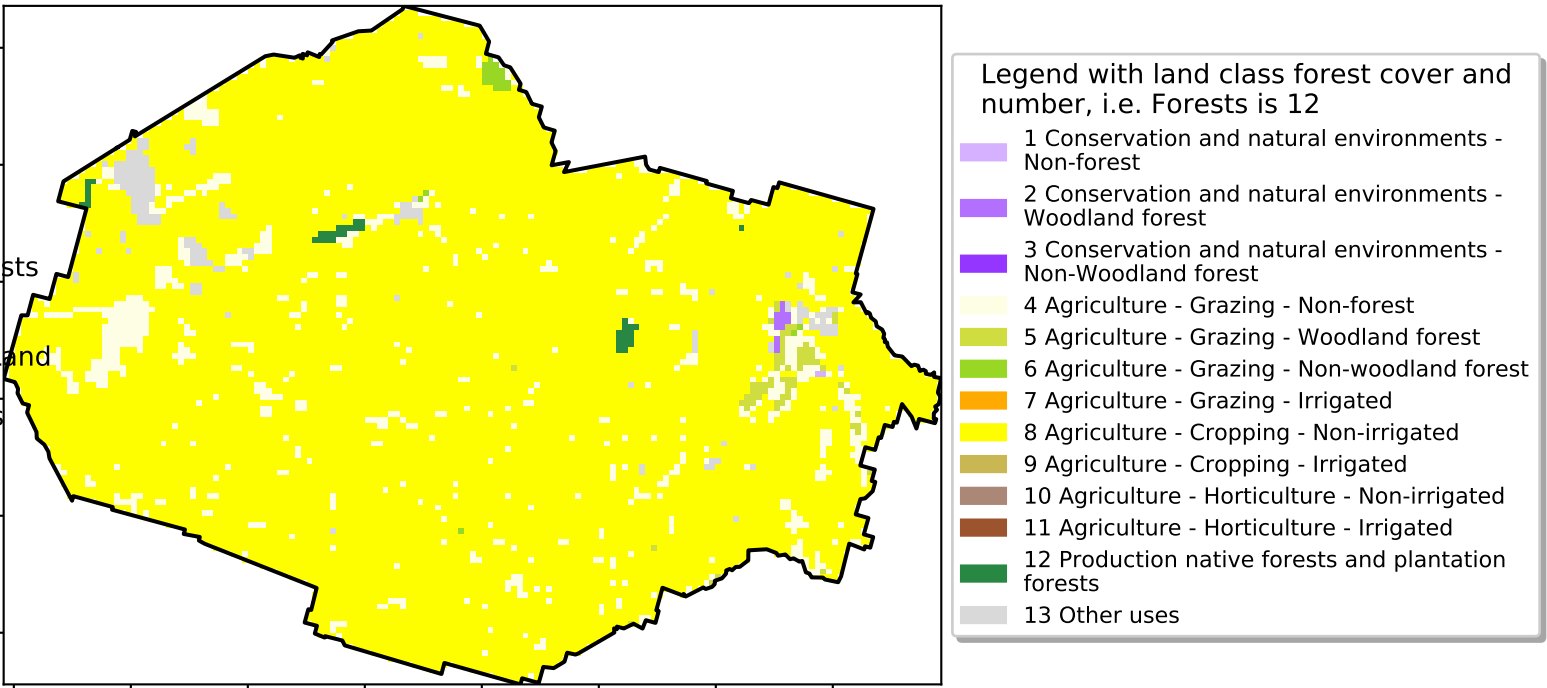 sts
and
Legend with land class forest cover and
number, i.e. Forests is 12
1 Conservation and natural environments -
Non-forest
2 Conservation and natural environments -
Woodland forest
3 Conservation and natural environments -
Non-Woodland forest
4 Agriculture - Grazing - Non-forest
5 Agriculture - Grazing - Woodland forest
6 Agriculture - Grazing - Non-woodland forest
7 Agriculture - Grazing - Irrigated
8 Agriculture - Cropping - Non-irrigated
9 Agriculture - Cropping - Irrigated
10 Agriculture - Horticulture - Non-irrigated
11 Agriculture - Horticulture - Irrigated
12 Production native forests and plantation
forests
13 Other uses